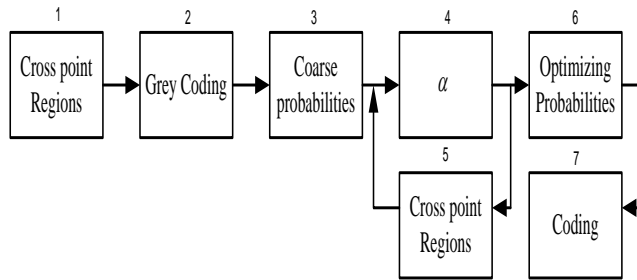 1 2 3 4 6
Cross point
Regions
Grey Coding
Coarse
probabilities
α
Optimizing
Probabilities
5 7
Cross point
Regions
Coding